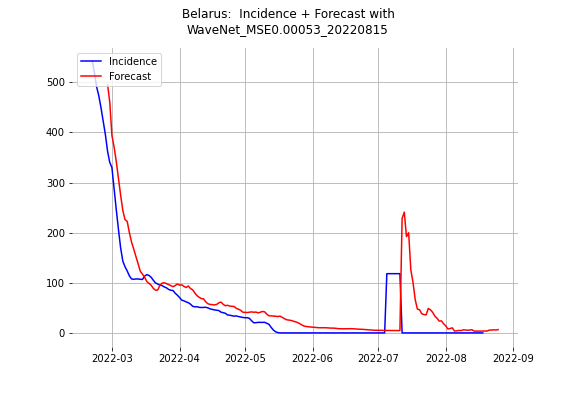 Belarus:  Incidence + Forecast with
WaveNet_MSE0.00053_20220815
Incidence
Forecast
500
400
300
200
100
0
2022-03 2022-04 2022-05 2022-06 2022-07 2022-08 2022-09